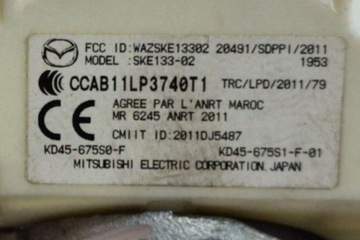 FCC ID:WAZSKE13302 20491/SDPPI/2011
MODEL :SKE133-02 1953
CCAB11LP3740T1 TRC/LPD/2011/79
AGREE PAR L'ANRT MAROC
MR 6245 ANRT 2011
CE
CMIIT ID:2011DJ5487
KD45-675S0-F KD45-675S1-F-01
MITSUBISHI ELECTRIC CORPORATION.JAPAN